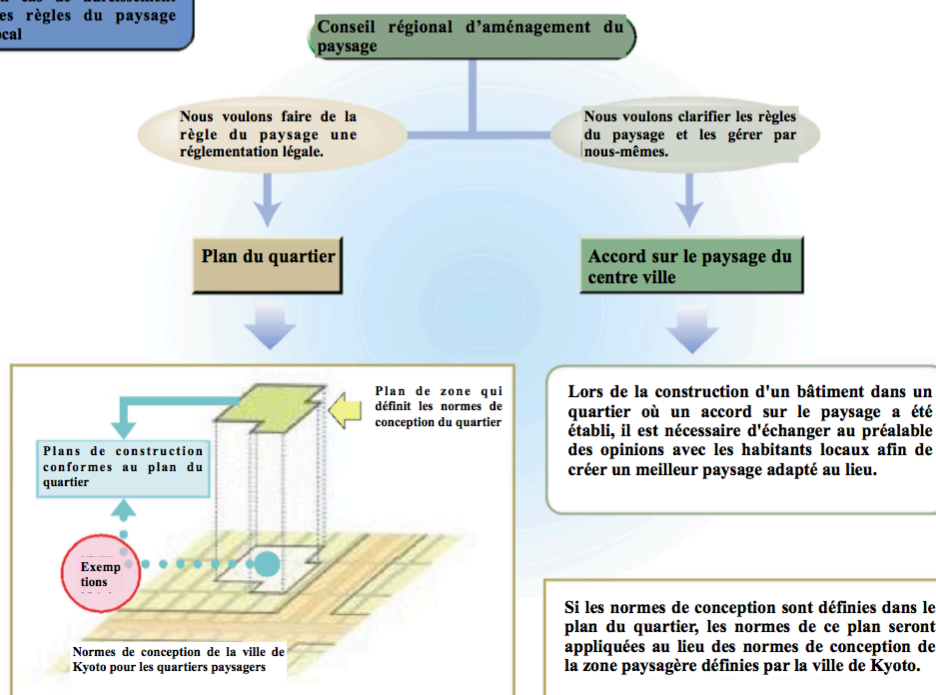 cas de durcissement
règles du paysage
Conseil régional d’aménagement du
paysage
Nous voulons faire de la
règle du paysage une
réglementation légale.
Nous voulons clarifier les règles
du paysage et les gérer par
nous-mêmes.
Plan du quartier
Accord sur le paysage du
centre ville
Plan de zone qui
définit les normes de
conception du quartier
Plans de construction
conformes au plan du
quartier
Exemp
tions
Normes de conception de la ville de
Kyoto pour les quartiers paysagers
Lors de la construction d'un bâtiment dans un
quartier où un accord sur le paysage a été
établi, il est nécessaire d'échanger au préalable
des opinions avec les habitants locaux afin de
créer un meilleur paysage adapté au lieu.
Si les normes de conception sont définies dans le
plan du quartier, les normes de ce plan seront
appliquées au lieu des normes de conception de
la zone paysagère définies par la ville de Kyoto.